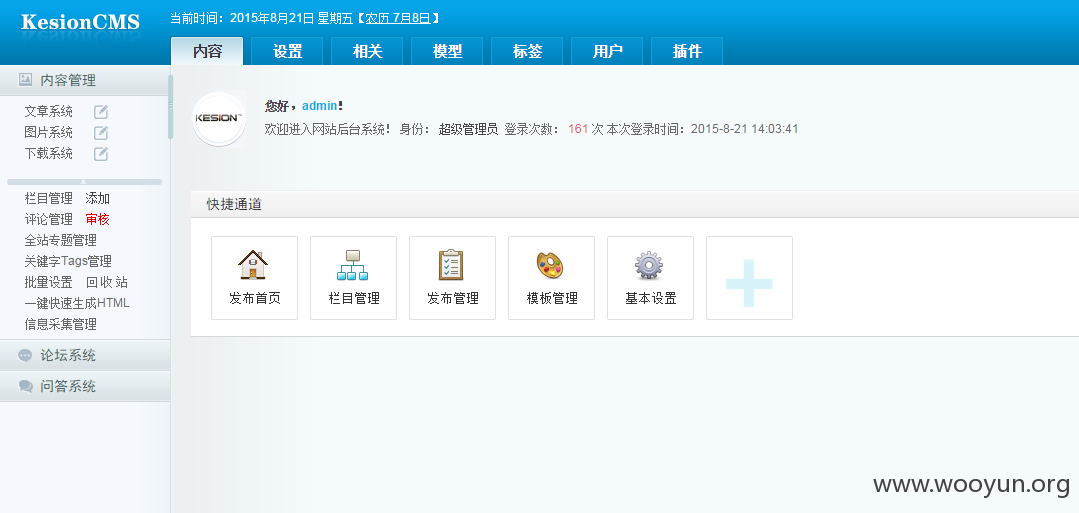 KesionCMS
当前时间：2015年8月21日 星期五【农历 7月8日】
内容 设置 相关 模型 标签 用户 插件
内容管理
文章系统
图片系统
下载系统
栏目管理 添加
评论管理 审核
全站专题管理
关键字Tags管理
批量设置 回 收 站
一键快速生成HTML
信息采集管理
论坛系统
问答系统
KESION
您好，admin！
欢迎进入网站后台系统！ 身份： 超级管理员 登录次数： 161 次 本次登录时间：2015-8-21 14:03:41
快捷通道
发布首页 栏目管理 发布管理 模板管理 基本设置
www.wooyun.org